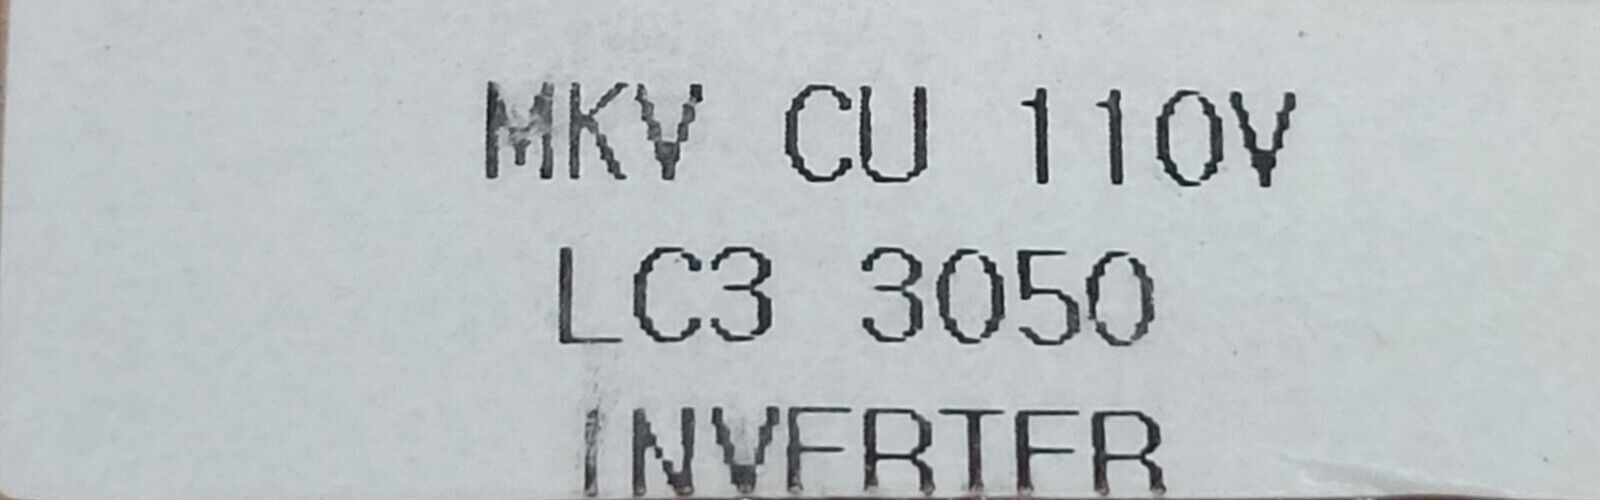 MKV CU 110V
LC3 3050
INVERTER